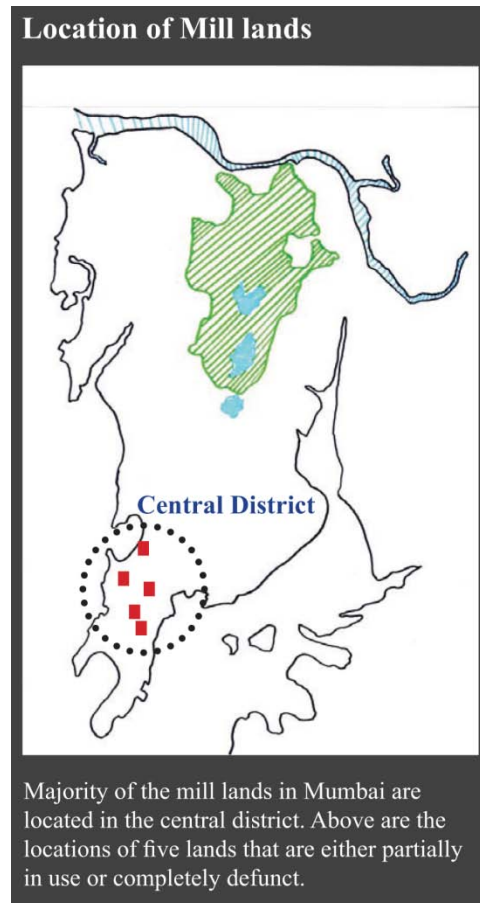 Location of Mill lands
Central District
Majority of the mill lands in Mumbai are
located in the central district. Above are the
locations of five lands that are either partially
in use or completely defunct.